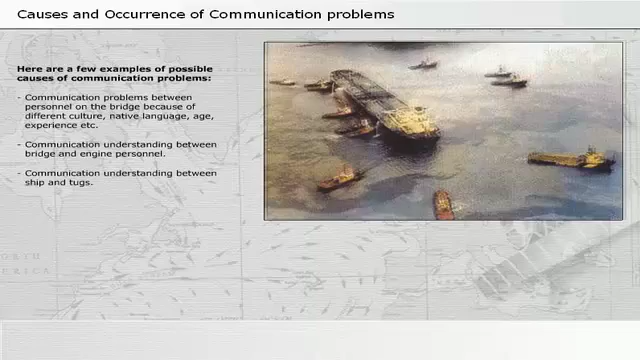 Causes and Occurrence of Communication problems
Here are a few examples of possible
causes of communication problems:
- Communication problems between
personnel on the bridge because of
different culture, native language, age,
experience etc.
- Communication understanding between
bridge and engine personnel.
- Communication understanding between
ship and tugs.
ORTH
MERICA